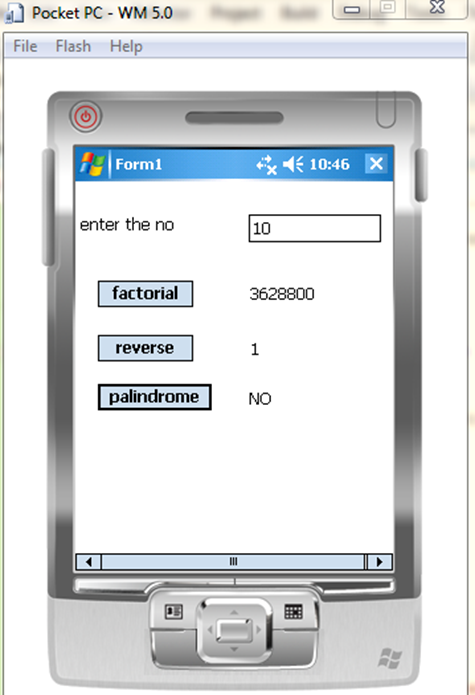 Pocket PC - WM 5.0
File Flash Help
Form1 10:46
enter the no 10
factorial 3628800
reverse 1
palindrome NO